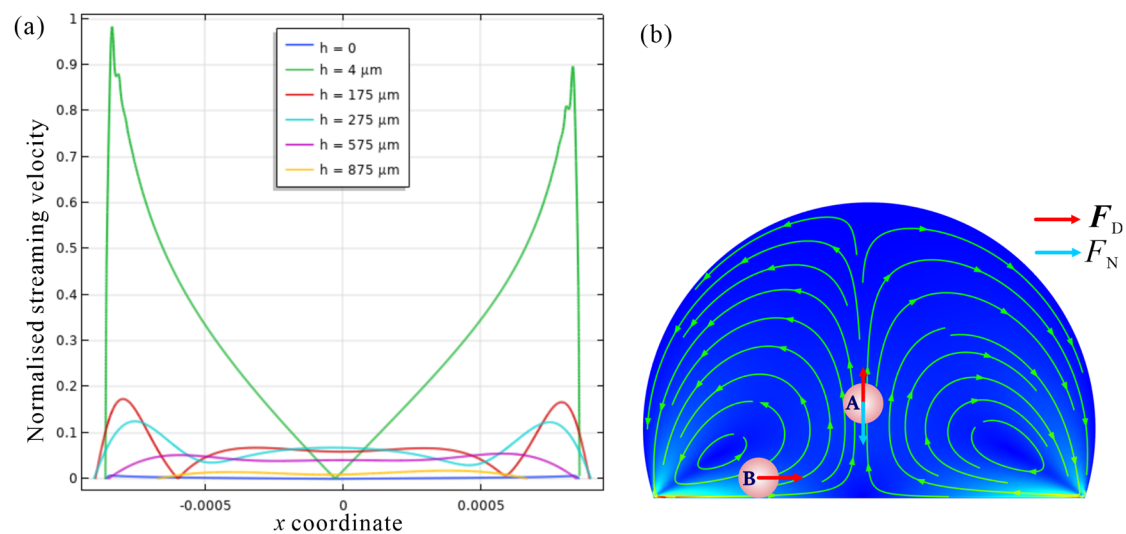 (a)
1
0.9
0.8
0.7
0.6
0.5
0.4
0.3
0.2
0.1
0
Normalised streaming velocity
h = 0
h = 4 μm
h = 175 μm
h = 275 μm
h = 575 μm
h = 875 μm
-0.0005
0
0.0005
x coordinate
(b)
F_D
F_N
A
B